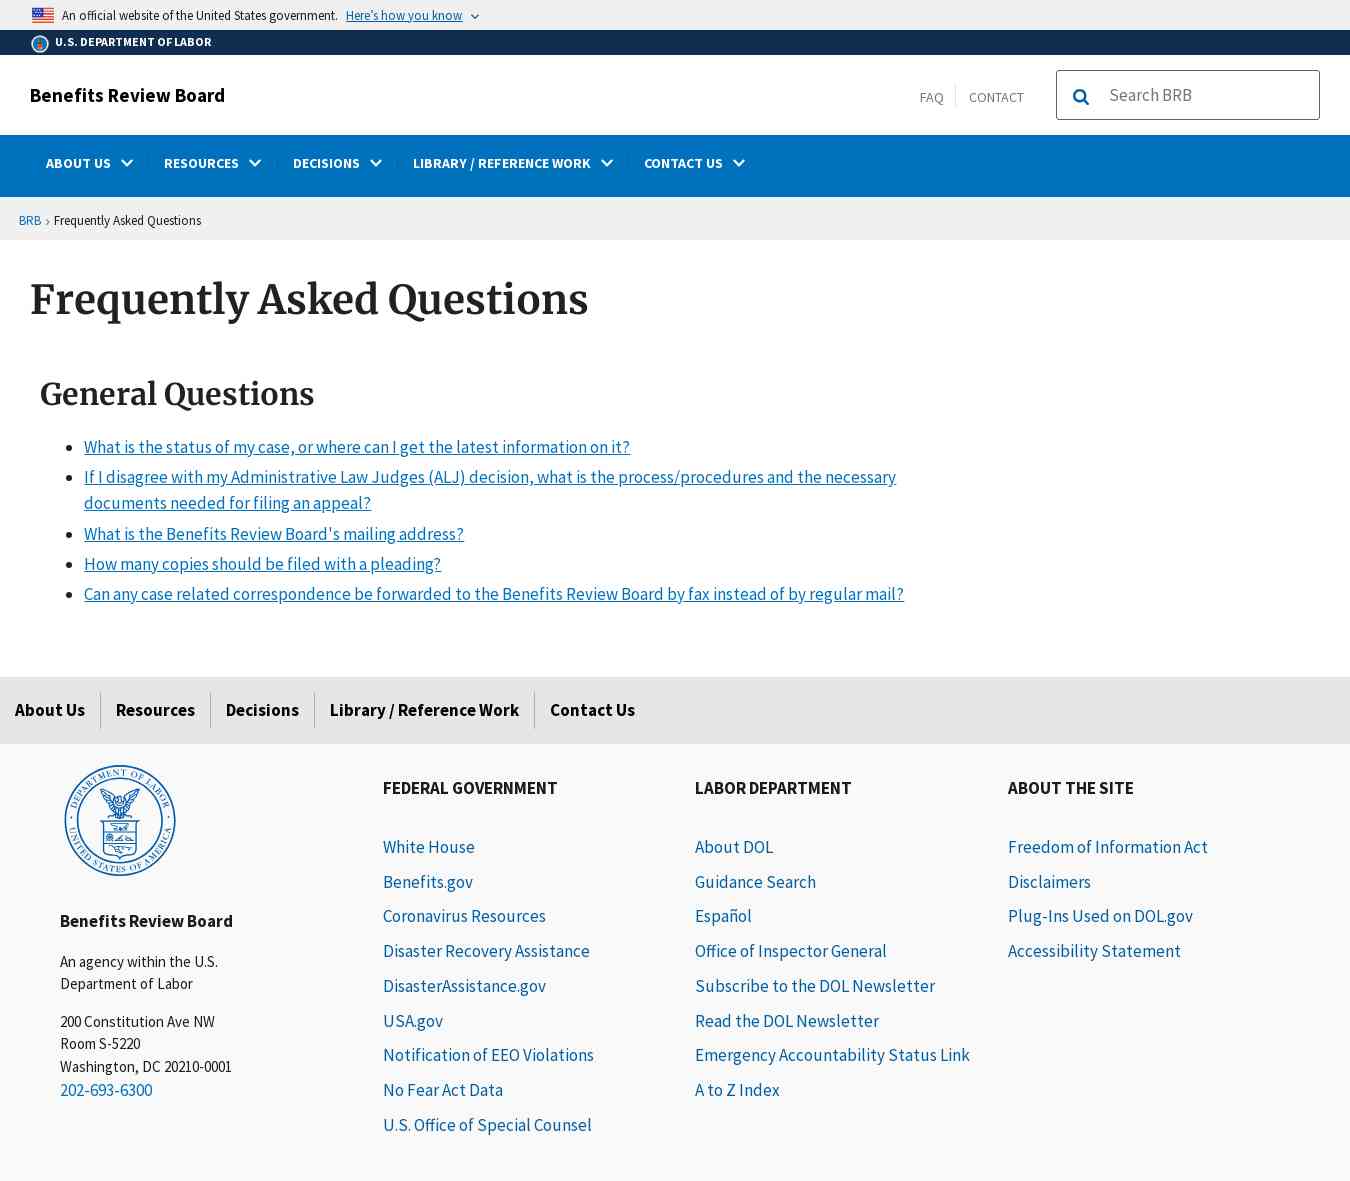 An official website of the United States government. Here's how you know
U.S. DEPARTMENT OF LABOR
Benefits Review Board
FAQ
CONTACT
Search BRB
ABOUT US
RESOURCES
DECISIONS
LIBRARY / REFERENCE WORK
CONTACT US
BRB › Frequently Asked Questions
Frequently Asked Questions
General Questions
What is the status of my case, or where can I get the latest information on it?
If I disagree with my Administrative Law Judges (ALJ) decision, what is the process/procedures and the necessary
documents needed for filing an appeal?
What is the Benefits Review Board's mailing address?
How many copies should be filed with a pleading?
Can any case related correspondence be forwarded to the Benefits Review Board by fax instead of by regular mail?
About Us
Resources
Decisions
Library / Reference Work
Contact Us
DEPARTMENT OF LABOR
UNITED STATES OF AMERICA
Benefits Review Board
An agency within the U.S.
Department of Labor
200 Constitution Ave NW
Room S-5220
Washington, DC 20210-0001
202-693-6300
FEDERAL GOVERNMENT
White House
Benefits.gov
Coronavirus Resources
Disaster Recovery Assistance
DisasterAssistance.gov
USA.gov
Notification of EEO Violations
No Fear Act Data
U.S. Office of Special Counsel
LABOR DEPARTMENT
About DOL
Guidance Search
Español
Office of Inspector General
Subscribe to the DOL Newsletter
Read the DOL Newsletter
Emergency Accountability Status Link
A to Z Index
ABOUT THE SITE
Freedom of Information Act
Disclaimers
Plug-Ins Used on DOL.gov
Accessibility Statement